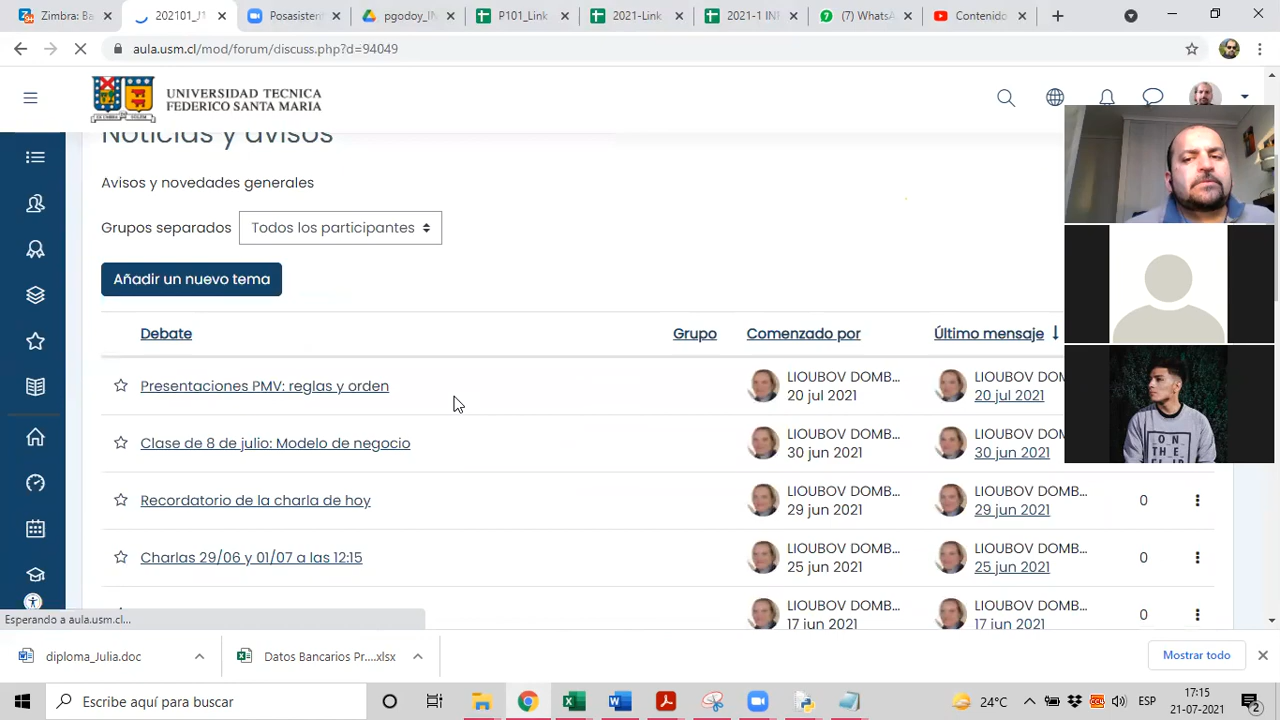 Zimbra: Ba
202101_J1
Posasisten
pgodoy_IN
P101_Link
2021-Link
2021-1 INF
(7) WhatsA
Contenido
aula.usm.cl/mod/forum/discuss.php?d=94049
UNIVERSIDAD TECNICA
FEDERICO SANTA MARIA
Noticias y avisos
Avisos y novedades generales
Grupos separados Todos los participantes
Añadir un nuevo tema
Debate Grupo Comenzado por Último mensaje
Presentaciones PMV: reglas y orden LIOUBOV DOMB... LIOUBOV DOM
20 jul 2021 20 jul 2021
Clase de 8 de julio: Modelo de negocio LIOUBOV DOMB... LIOUBOV DOM
30 jun 2021 30 jun 2021
Recordatorio de la charla de hoy LIOUBOV DOMB... LIOUBOV DOMB... 0
29 jun 2021 29 jun 2021
Charlas 29/06 y 01/07 a las 12:15 LIOUBOV DOMB... LIOUBOV DOMB... 0
25 jun 2021 25 jun 2021
LIOUBOV DOMB... LIOUBOV DOMB... 0
17 jun 2021 17 jun 2021
Esperando a aula.usm.cl...
diploma_Julia.doc
Datos Bancarios Pr....xlsx
Mostrar todo
Escribe aquí para buscar
24°C
ESP
17:15
21-07-2021
2